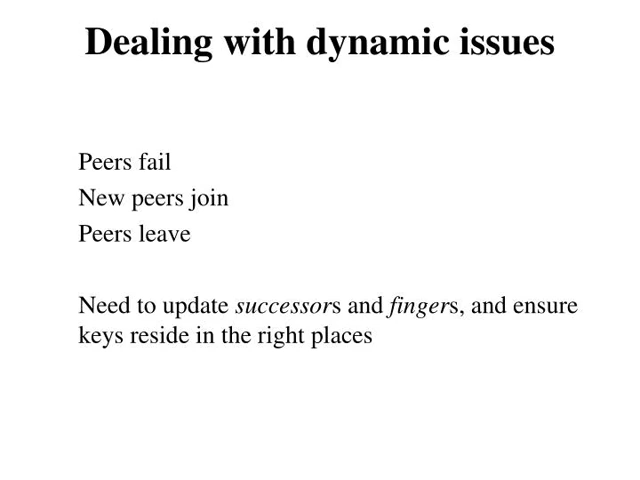 Dealing with dynamic issues
Peers fail
New peers join
Peers leave
Need to update successors and fingers, and ensure
keys reside in the right places